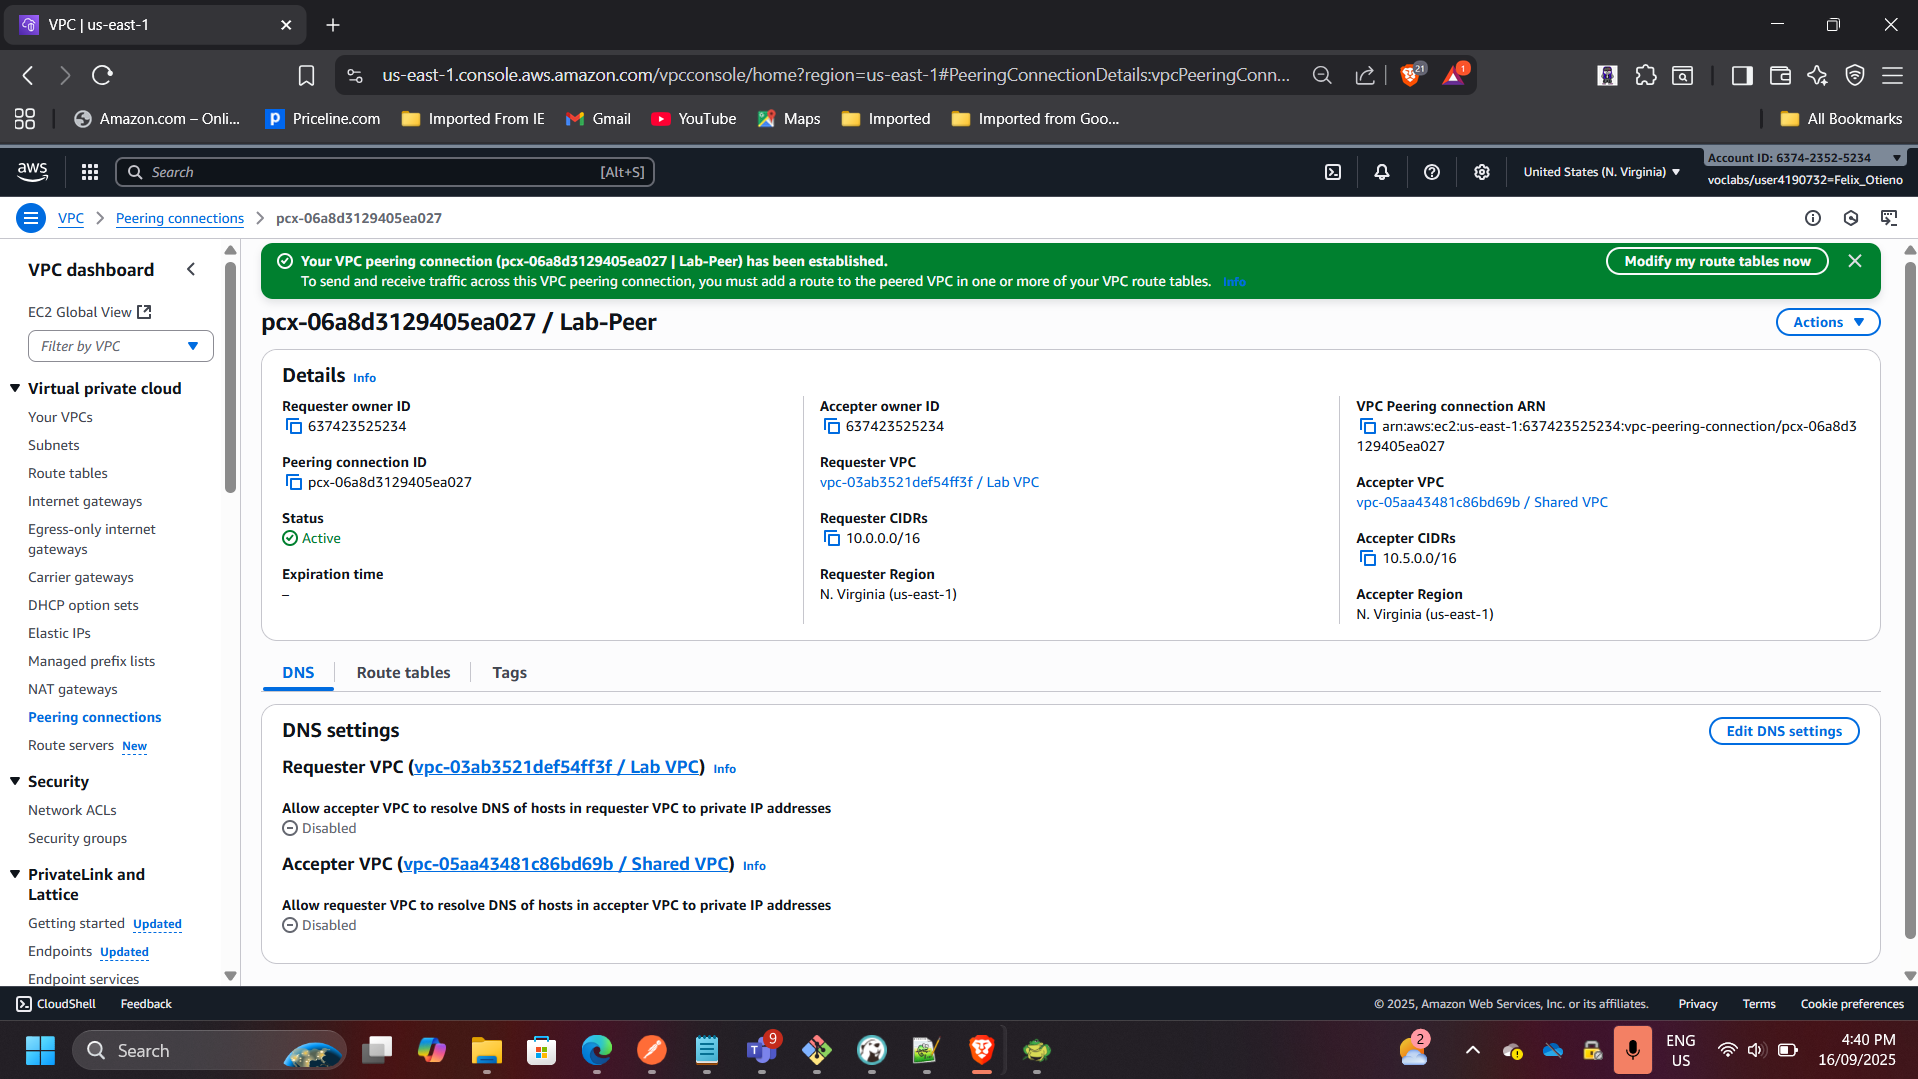 VPC | us-east-1
us-east-1.console.aws.amazon.com/vpcconsole/home?region=us-east-1#PeeringConnectionDetails:vpcPeeringConn...
21
1
Amazon.com – Onli...
Priceline.com
Imported From IE
Gmail
YouTube
Maps
Imported
Imported from Goo...
All Bookmarks
aws
Search
[Alt+S]
United States (N. Virginia)
Account ID: 6374-2352-5234
voclabs/user4190732=Felix_Otieno
VPC
Peering connections
pcx-06a8d3129405ea027
VPC dashboard
EC2 Global View
Filter by VPC
Virtual private cloud
Your VPCs
Subnets
Route tables
Internet gateways
Egress-only internet
gateways
Carrier gateways
DHCP option sets
Elastic IPs
Managed prefix lists
NAT gateways
Peering connections
Route servers New
Security
Network ACLs
Security groups
PrivateLink and
Lattice
Getting started Updated
Endpoints Updated
Endpoint services
Your VPC peering connection (pcx-06a8d3129405ea027 | Lab-Peer) has been established.
To send and receive traffic across this VPC peering connection, you must add a route to the peered VPC in one or more of your VPC route tables. Info
Modify my route tables now
pcx-06a8d3129405ea027 / Lab-Peer
Actions
Details Info
Requester owner ID
637423525234
Peering connection ID
pcx-06a8d3129405ea027
Status
Active
Expiration time
–
Accepter owner ID
637423525234
Requester VPC
vpc-03ab3521def54ff3f / Lab VPC
Requester CIDRs
10.0.0.0/16
Requester Region
N. Virginia (us-east-1)
VPC Peering connection ARN
arn:aws:ec2:us-east-1:637423525234:vpc-peering-connection/pcx-06a8d3
129405ea027
Accepter VPC
vpc-05aa43481c86bd69b / Shared VPC
Accepter CIDRs
10.5.0.0/16
Accepter Region
N. Virginia (us-east-1)
DNS
Route tables
Tags
DNS settings
Edit DNS settings
Requester VPC (vpc-03ab3521def54ff3f / Lab VPC) Info
Allow accepter VPC to resolve DNS of hosts in requester VPC to private IP addresses
Disabled
Accepter VPC (vpc-05aa43481c86bd69b / Shared VPC) Info
Allow requester VPC to resolve DNS of hosts in accepter VPC to private IP addresses
Disabled
CloudShell
Feedback
© 2025, Amazon Web Services, Inc. or its affiliates.
Privacy
Terms
Cookie preferences
Search
9
2
ENG
US
4:40 PM
16/09/2025